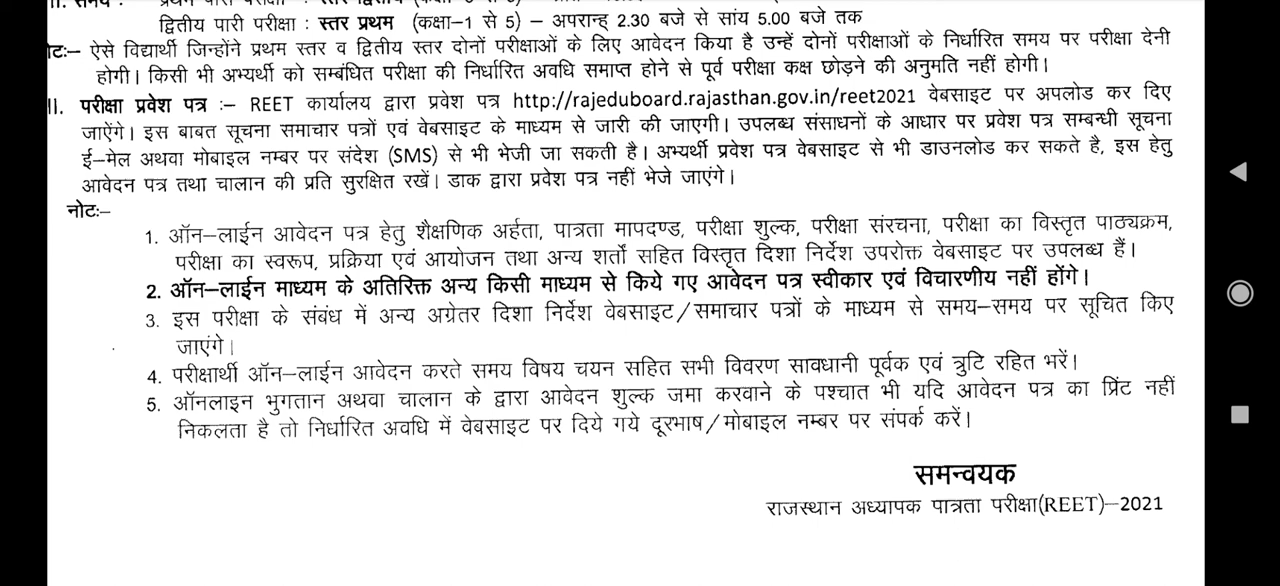 द्वितीय पारी परीक्षा : स्तर प्रथम (कक्षा–1 से 5) – अपरान्ह् 2.30 बजे से सांय 5.00 बजे तक
ऐसे विद्यार्थी जिन्होंने प्रथम स्तर व द्वितीय स्तर दोनों परीक्षाओं के लिए आवेदन किया है उन्हें दोनों परीक्षाओं के निर्धारित समय पर परीक्षा देनी
होगी। किसी भी अभ्यर्थी को सम्बंधित परीक्षा की निर्धारित अवधि समाप्त होने से पूर्व परीक्षा कक्ष छोड़ने की अनुमति नहीं होगी।
परीक्षा प्रवेश पत्र :– REET कार्यालय द्वारा प्रवेश पत्र http://rajeduboard.rajasthan.gov.in/reet2021 वेबसाइट पर अपलोड कर दिए
जाऐंगे। इस बाबत सूचना समाचार पत्रों एवं वेबसाइट के माध्यम से जारी की जाएगी। उपलब्ध संसाधनों के आधार पर प्रवेश पत्र सम्बन्धी सूचना
ई–मेल अथवा मोबाइल नम्बर पर संदेश (SMS) से भी भेजी जा सकती है। अभ्यर्थी प्रवेश पत्र वेबसाइट से भी डाउनलोड कर सकते है, इस हेतु
आवेदन पत्र तथा चालान की प्रति सुरक्षित रखें। डाक द्वारा प्रवेश पत्र नहीं भेजे जाएंगे।
नोटः–
1. ऑन–लाईन आवेदन पत्र हेतु शैक्षणिक अर्हता, पात्रता मापदण्ड, परीक्षा शुल्क, परीक्षा संरचना, परीक्षा का विस्तृत पाठ्यक्रम,
परीक्षा का स्वरूप, प्रक्रिया एवं आयोजन तथा अन्य शर्तो सहित विस्तृत दिशा निर्देश उपरोक्त वेबसाइट पर उपलब्ध हैं।
2. ऑन–लाईन माध्यम के अतिरिक्त अन्य किसी माध्यम से किये गए आवेदन पत्र स्वीकार एवं विचारणीय नहीं होंगे।
3. इस परीक्षा के संबंध में अन्य अग्रेतर दिशा निर्देश वेबसाईट/समाचार पत्रों के माध्यम से समय–समय पर सूचित किए
जाएंगे।
4. परीक्षार्थी ऑन–लाईन आवेदन करते समय विषय चयन सहित सभी विवरण सावधानी पूर्वक एवं त्रुटि रहित भरें।
5. ऑनलाइन भुगतान अथवा चालान के द्वारा आवेदन शुल्क जमा करवाने के पश्चात भी यदि आवेदन पत्र का प्रिंट नहीं
निकलता है तो निर्धारित अवधि में वेबसाइट पर दिये गये दूरभाष/मोबाइल नम्बर पर संपर्क करें।
समन्वयक
राजस्थान अध्यापक पात्रता परीक्षा(REET)–2021